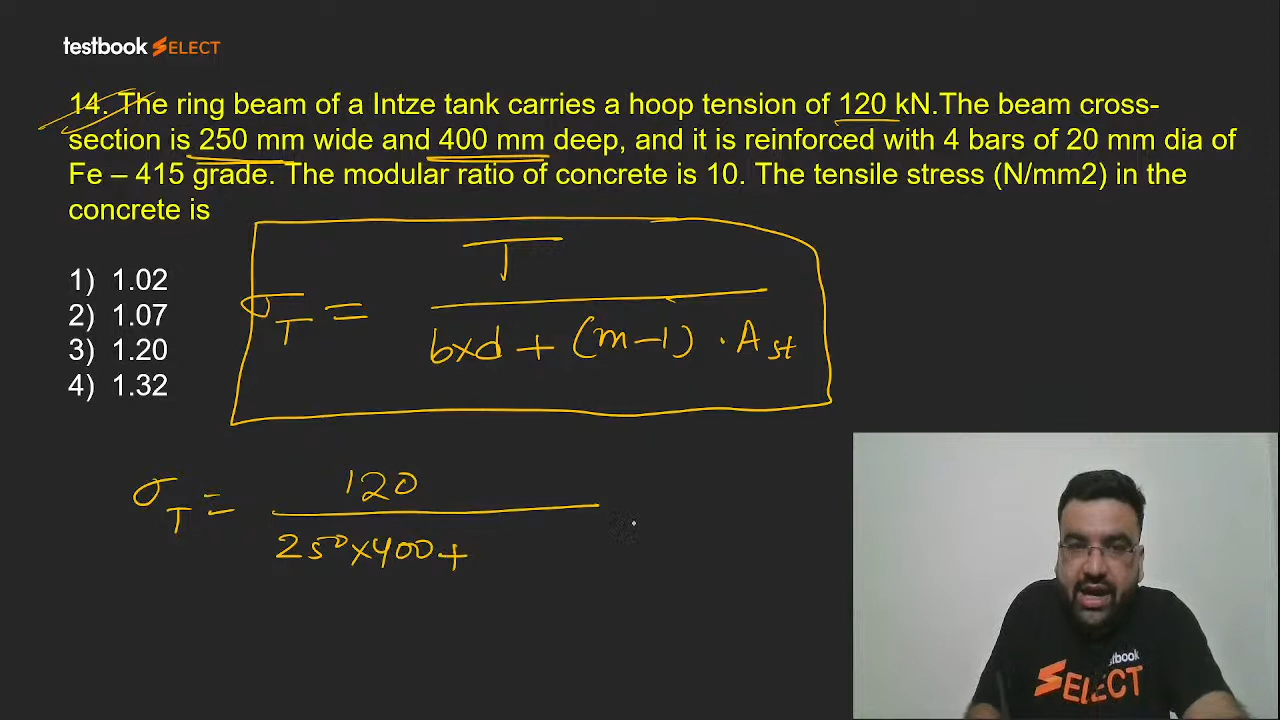 testbook SELECT
14. The ring beam of a Intze tank carries a hoop tension of 120 kN.The beam cross-
section is 250 mm wide and 400 mm deep, and it is reinforced with 4 bars of 20 mm dia of
Fe – 415 grade. The modular ratio of concrete is 10. The tensile stress (N/mm2) in the
concrete is
1) 1.02
2) 1.07
3) 1.20
4) 1.32
σT = T
b×d + (m-1) · Ast
σT = 120
250×400+
stbook
SELECT